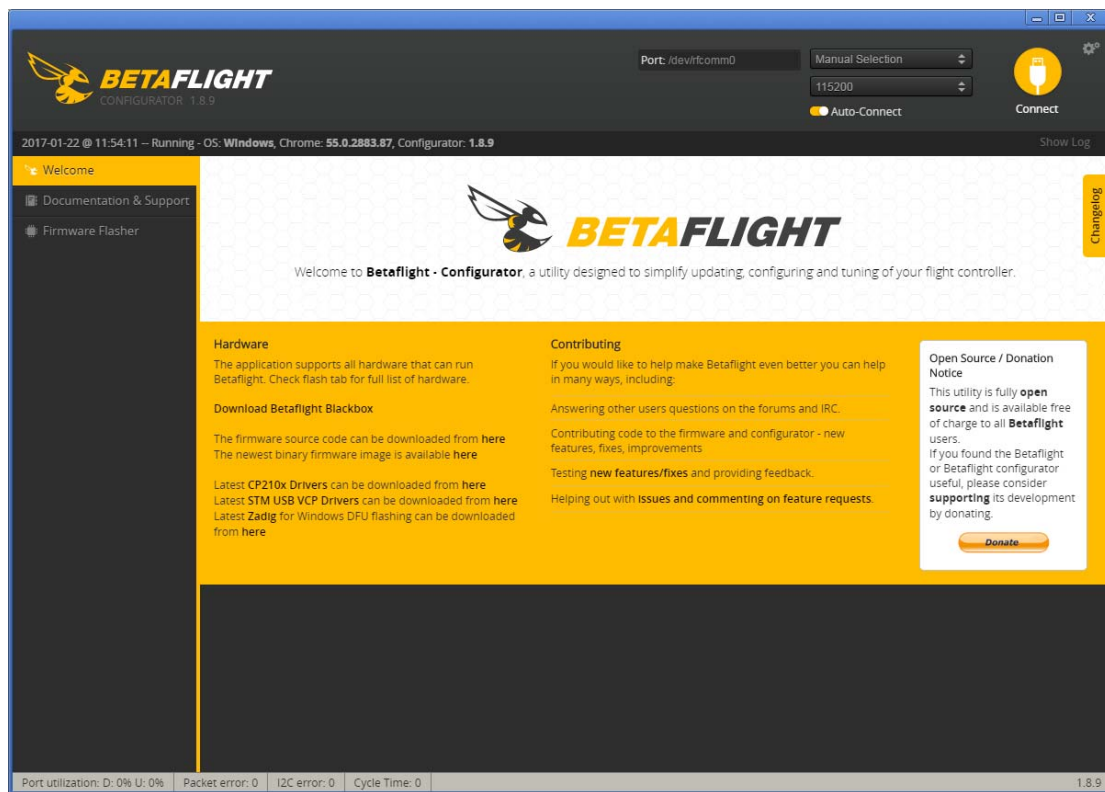 BETAFLIGHT
CONFIGURATOR 1.8.9
Port: /dev/rfcomm0
Manual Selection
115200
Auto-Connect
Connect
2017-01-22 @ 11:54:11 -- Running - OS: Windows, Chrome: 55.0.2883.87, Configurator: 1.8.9
Show Log
Welcome
Documentation & Support
Firmware Flasher
Changelog
BETAFLIGHT
Welcome to Betaflight - Configurator, a utility designed to simplify updating, configuring and tuning of your flight controller.
Hardware
The application supports all hardware that can run
Betaflight. Check flash tab for full list of hardware.
Download Betaflight Blackbox
The firmware source code can be downloaded from here
The newest binary firmware image is available here
Latest CP210x Drivers can be downloaded from here
Latest STM USB VCP Drivers can be downloaded from here
Latest Zadig for Windows DFU flashing can be downloaded
from here
Contributing
If you would like to help make Betaflight even better you can help
in many ways, including:
Answering other users questions on the forums and IRC.
Contributing code to the firmware and configurator - new
features, fixes, improvements
Testing new features/fixes and providing feedback.
Helping out with issues and commenting on feature requests.
Open Source / Donation
Notice
This utility is fully open
source and is available free
of charge to all Betaflight
users.
If you found the Betaflight
or Betaflight configurator
useful, please consider
supporting its development
by donating.
Donate
Port utilization: D: 0% U: 0%
Packet error: 0
I2C error: 0
Cycle Time: 0
1.8.9